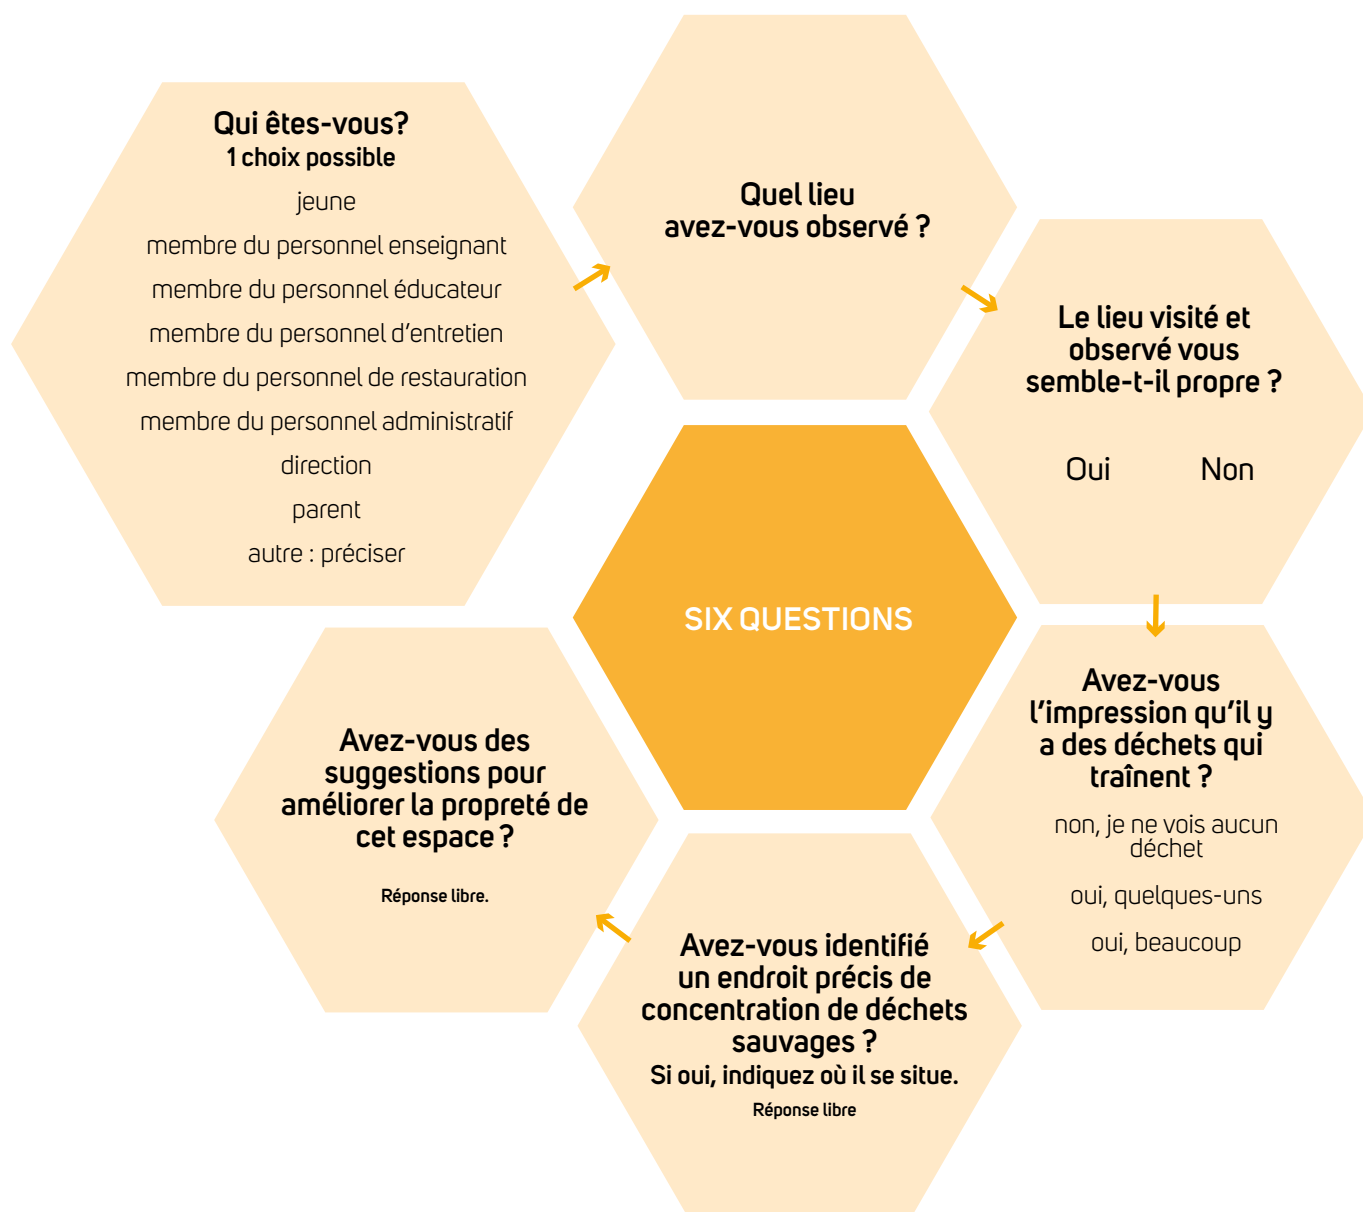 Qui êtes-vous?
1 choix possible
jeune
membre du personnel enseignant
membre du personnel éducateur
membre du personnel d'entretien
membre du personnel de restauration
membre du personnel administratif
direction
parent
autre : préciser
Quel lieu
avez-vous observé ?
Le lieu visité et
observé vous
semble-t-il propre ?
Oui Non
Avez-vous
l'impression qu'il y
a des déchets qui
traînent ?
non, je ne vois aucun
déchet
oui, quelques-uns
oui, beaucoup
Avez-vous identifié
un endroit précis de
concentration de déchets
sauvages ?
Si oui, indiquez où il se situe.
Réponse libre
Avez-vous des
suggestions pour
améliorer la propreté de
cet espace ?
Réponse libre.
SIX QUESTIONS